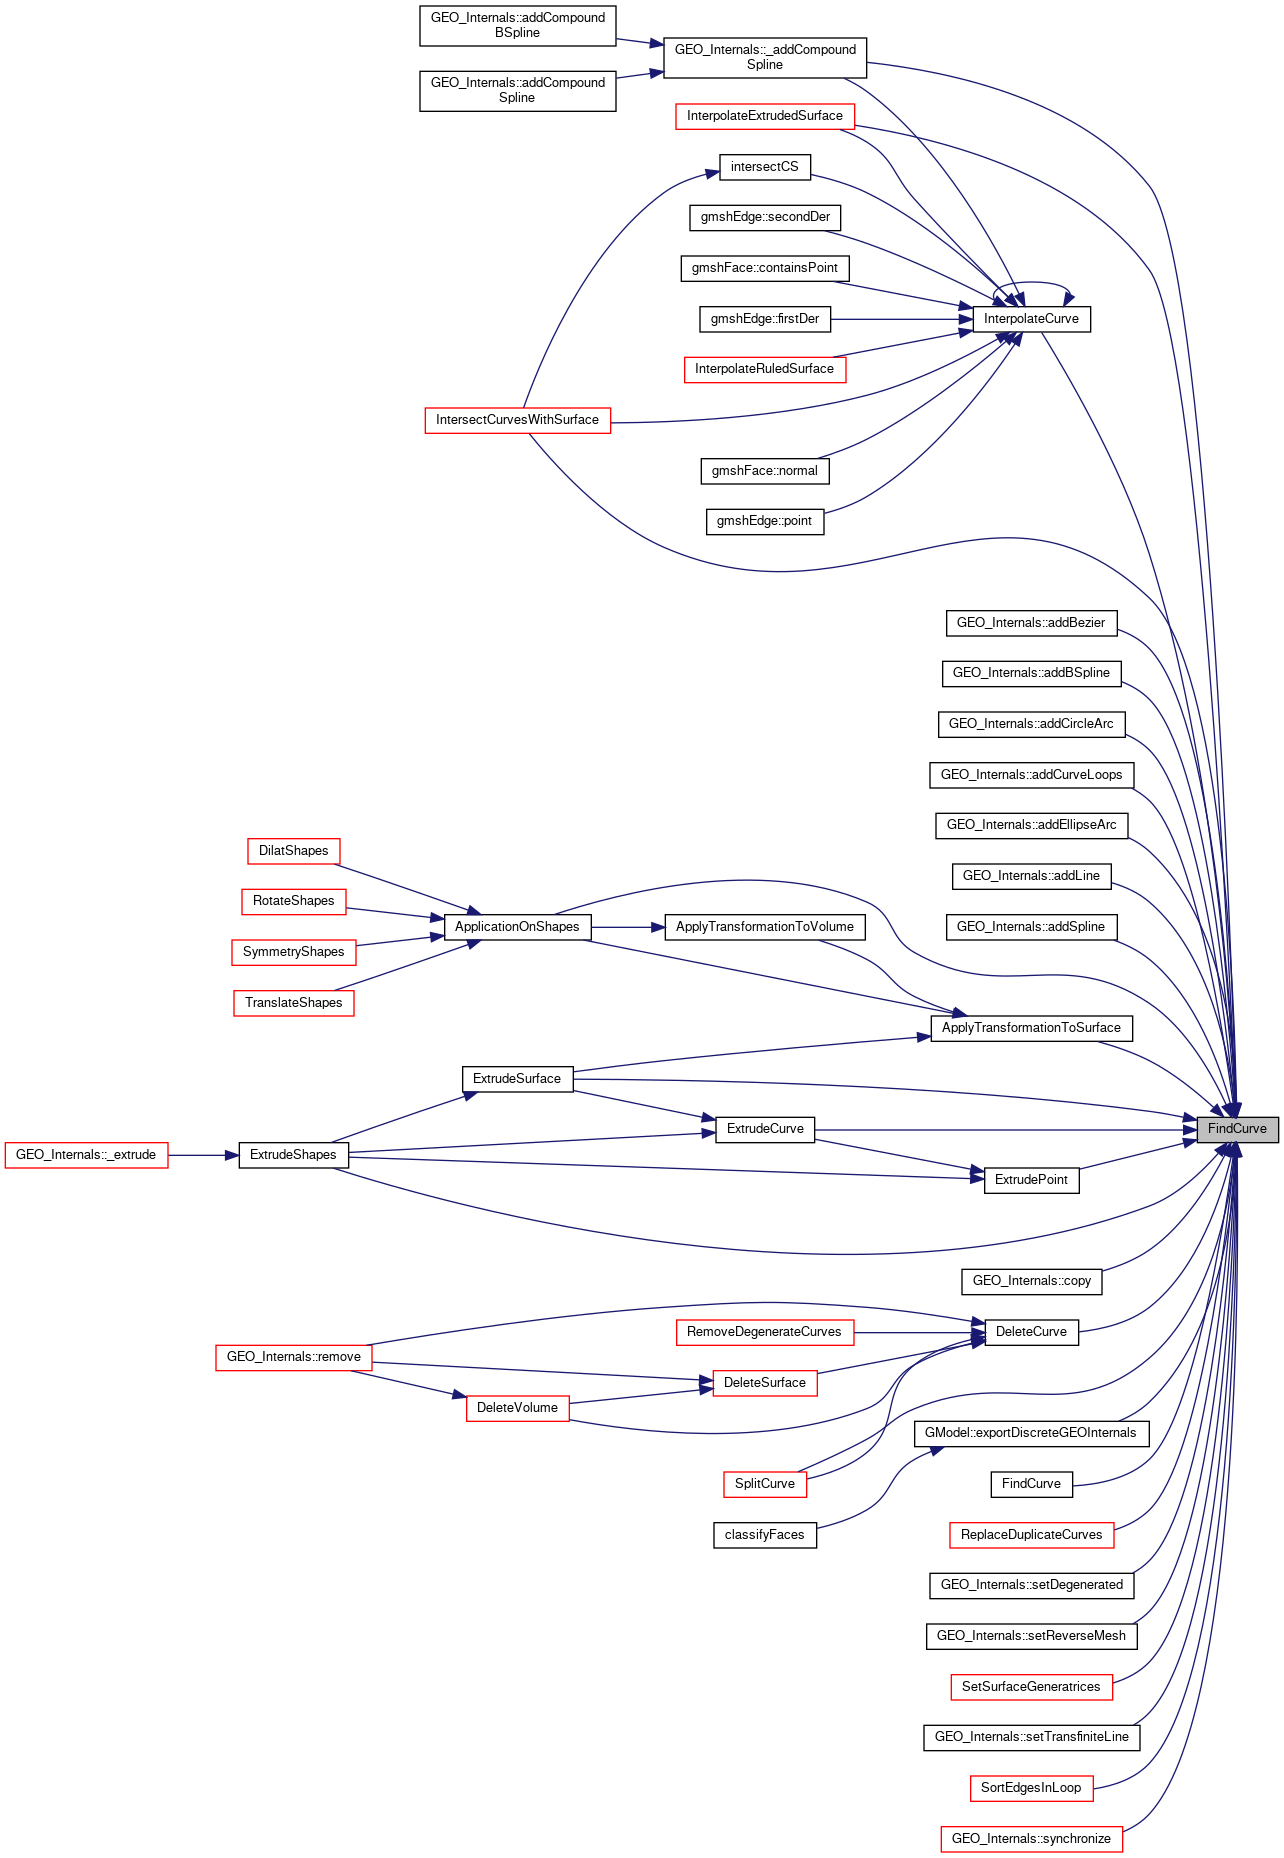 GEO_Internals::addCompound
BSpline
GEO_Internals::_addCompound
Spline
GEO_Internals::addCompound
Spline
InterpolateExtrudedSurface
intersectCS
gmshEdge::secondDer
gmshFace::containsPoint
gmshEdge::firstDer
InterpolateCurve
InterpolateRuledSurface
IntersectCurvesWithSurface
gmshFace::normal
gmshEdge::point
GEO_Internals::addBezier
GEO_Internals::addBSpline
GEO_Internals::addCircleArc
GEO_Internals::addCurveLoops
GEO_Internals::addEllipseArc
GEO_Internals::addLine
GEO_Internals::addSpline
DilatShapes
RotateShapes
SymmetryShapes
TranslateShapes
ApplicationOnShapes
ApplyTransformationToVolume
ApplyTransformationToSurface
ExtrudeSurface
ExtrudeCurve
FindCurve
GEO_Internals::_extrude
ExtrudeShapes
ExtrudePoint
GEO_Internals::copy
DeleteCurve
RemoveDegenerateCurves
GEO_Internals::remove
DeleteSurface
DeleteVolume
GModel::exportDiscreteGEOInternals
SplitCurve
FindCurve
classifyFaces
ReplaceDuplicateCurves
GEO_Internals::setDegenerated
GEO_Internals::setReverseMesh
SetSurfaceGeneratrices
GEO_Internals::setTransfiniteLine
SortEdgesInLoop
GEO_Internals::synchronize